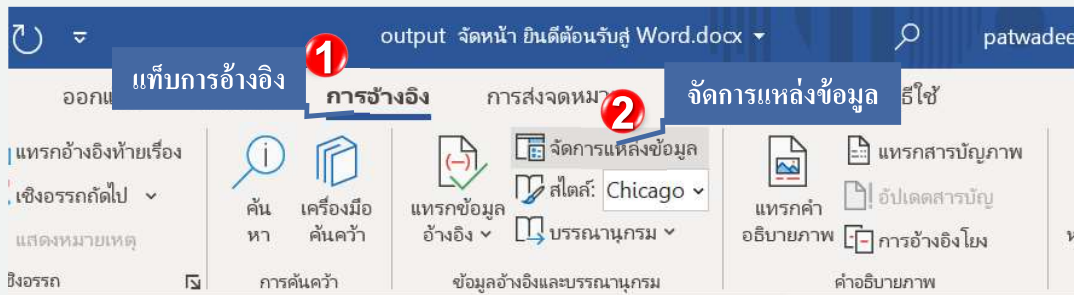 output จัดหน้า ยินดีต้อนรับสู่ Word.docx
patwadee
1
แท็บการอ้างอิง
2
จัดการแหล่งข้อมูล
การอ้างอิง
การส่งจดหมาย
แทรกอ้างอิงท้ายเรื่อง
เชิงอรรถถัดไป
แสดงหมายเหตุ
ค้น
หา
เครื่องมือ
ค้นคว้า
การค้นคว้า
แทรกข้อมูล
อ้างอิง
จัดการแหล่งข้อมูล
สไตล์: Chicago
บรรณานุกรม
ข้อมูลอ้างอิงและบรรณานุกรม
แทรกคำ
อธิบายภาพ
แทรกสารบัญภาพ
อัปเดตสารบัญ
การอ้างอิงโยง
คำอธิบายภาพ